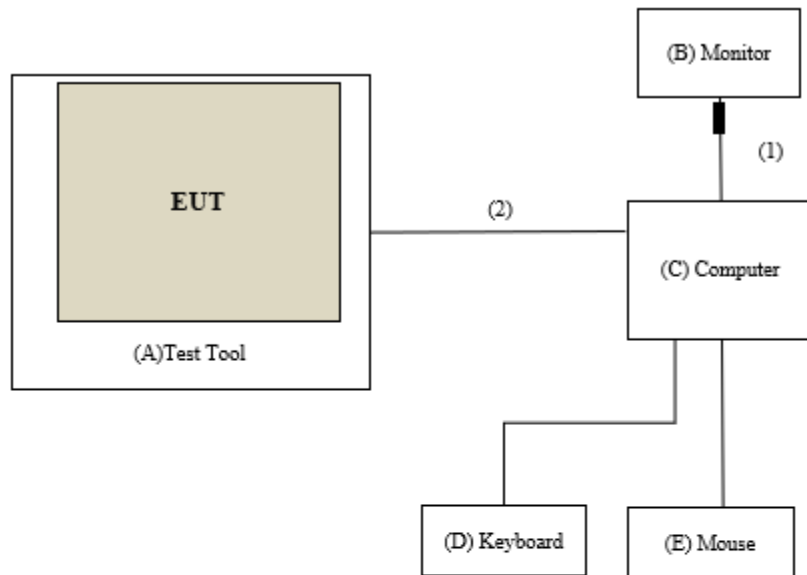 (B) Monitor
(1)
EUT
(2)
(C) Computer
(A)Test Tool
(D) Keyboard
(E) Mouse